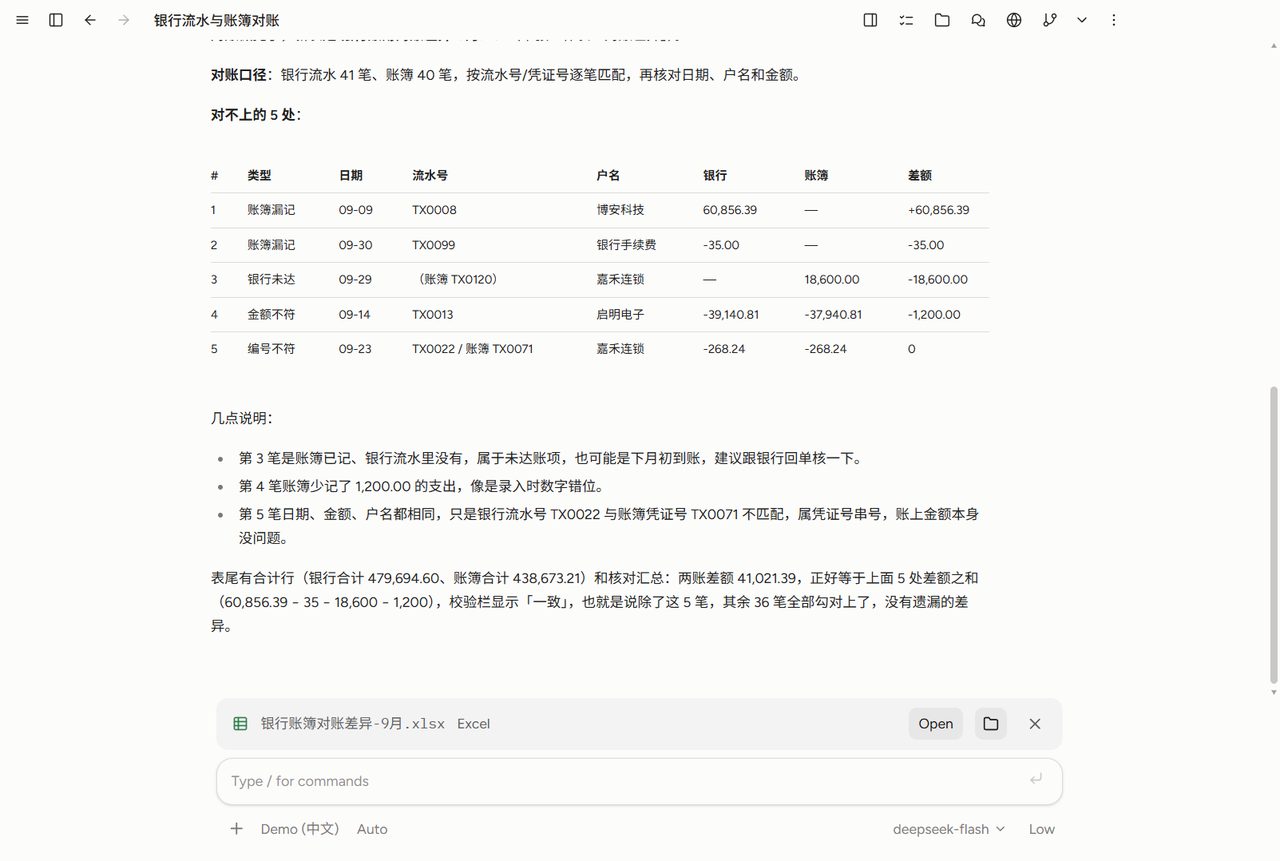 银行流水与账簿对账
对账口径：银行流水 41 笔、账簿 40 笔，按流水号/凭证号逐笔匹配，再核对日期、户名和金额。
对不上的 5 处：
# 类型 日期 流水号 户名 银行 账簿 差额
1 账簿漏记 09-09 TX0008 博安科技 60,856.39 — +60,856.39
2 账簿漏记 09-30 TX0099 银行手续费 -35.00 — -35.00
3 银行未达 09-29 （账簿 TX0120） 嘉禾连锁 — 18,600.00 -18,600.00
4 金额不符 09-14 TX0013 启明电子 -39,140.81 -37,940.81 -1,200.00
5 编号不符 09-23 TX0022 / 账簿 TX0071 嘉禾连锁 -268.24 -268.24 0
几点说明：
• 第 3 笔是账簿已记、银行流水里没有，属于未达账项，也可能是下月初到账，建议跟银行回单核一下。
• 第 4 笔账簿少记了 1,200.00 的支出，像是录入时数字错位。
• 第 5 笔日期、金额、户名都相同，只是银行流水号 TX0022 与账簿凭证号 TX0071 不匹配，属凭证号串号，账上金额本身
没问题。
表尾有合计行（银行合计 479,694.60、账簿合计 438,673.21）和核对汇总：两账差额 41,021.39，正好等于上面 5 处差额之和
（60,856.39 − 35 − 18,600 − 1,200），校验栏显示「一致」，也就是说除了这 5 笔，其余 36 笔全部勾对上了，没有遗漏的差
异。
银行账簿对账差异-9月.xlsx Excel Open
Type / for commands
Demo (中文) Auto deepseek-flash Low